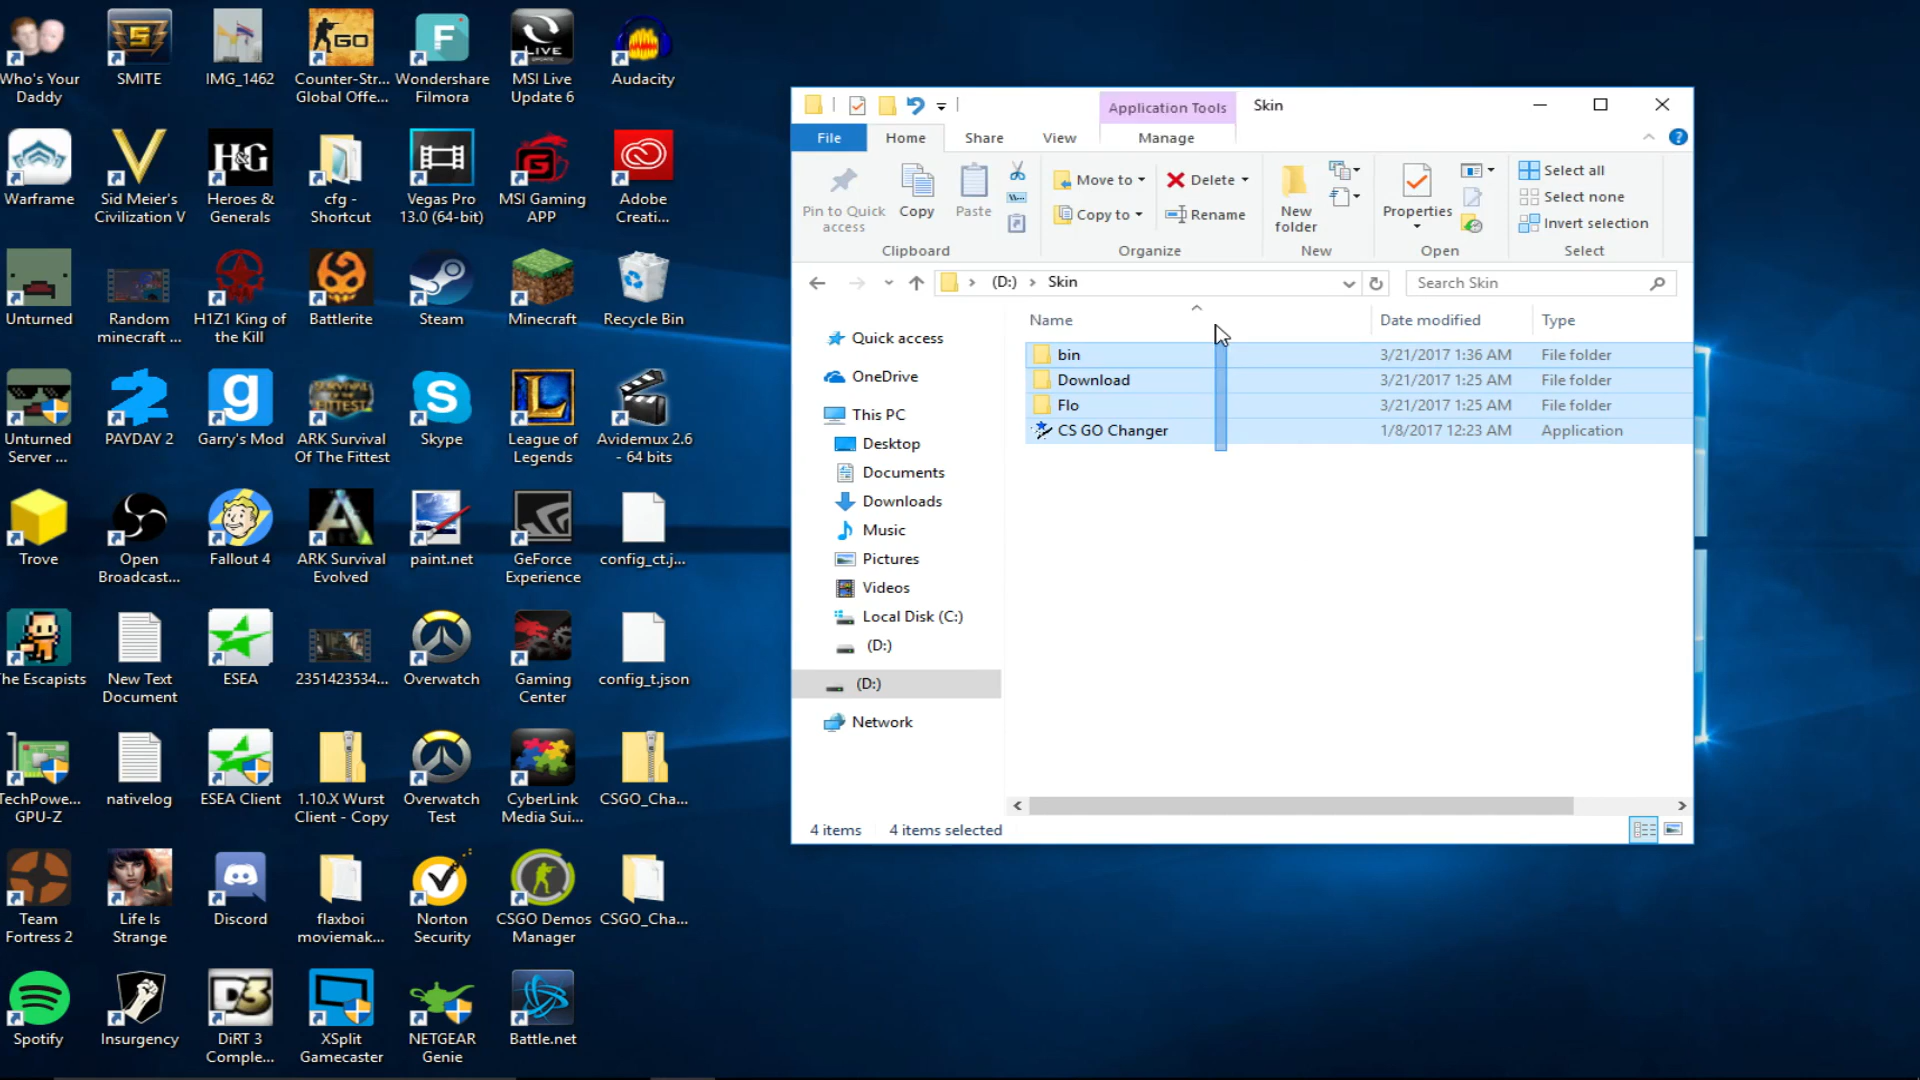 Who's Your
Daddy
SMITE
IMG_1462
Counter-Str...
Global Offe...
Wondershare
Filmora
MSI Live
Update 6
Audacity
Warframe
Sid Meier's
Civilization V
Heroes &
Generals
cfg -
Shortcut
Vegas Pro
13.0 (64-bit)
MSI Gaming
APP
Adobe
Creati...
Unturned
Random
minecraft ...
H1Z1 King of
the Kill
Battlerite
Steam
Minecraft
Recycle Bin
Unturned
Server ...
PAYDAY 2
Garry's Mod
ARK Survival
Of The Fittest
Skype
League of
Legends
Avidemux 2.6
- 64 bits
Trove
Open
Broadcast...
Fallout 4
ARK Survival
Evolved
paint.net
GeForce
Experience
config_ct.j...
The Escapists
New Text
Document
ESEA
2351423534...
Overwatch
Gaming
Center
config_t.json
TechPowe...
GPU-Z
nativelog
ESEA Client
1.10.X Wurst
Client - Copy
Overwatch
Test
CyberLink
Media Sui...
CSGO_Cha...
Team
Fortress 2
Life Is
Strange
Discord
flaxboi
moviemak...
Norton
Security
CSGO Demos
Manager
CSGO_Cha...
Spotify
Insurgency
DiRT 3
Comple...
XSplit
Gamecaster
NETGEAR
Genie
Battle.net
Application Tools
Skin
File
Home
Share
View
Manage
Pin to Quick
access
Copy
Paste
Clipboard
Move to
Copy to
Delete
Rename
Organize
New
folder
New
Properties
Open
Select all
Select none
Invert selection
Select
(D:)
Skin
Search Skin
Quick access
OneDrive
This PC
Desktop
Documents
Downloads
Music
Pictures
Videos
Local Disk (C:)
(D:)
(D:)
Network
Name
Date modified
Type
bin
3/21/2017 1:36 AM
File folder
Download
3/21/2017 1:25 AM
File folder
Flo
3/21/2017 1:25 AM
File folder
CS GO Changer
1/8/2017 12:23 AM
Application
4 items
4 items selected